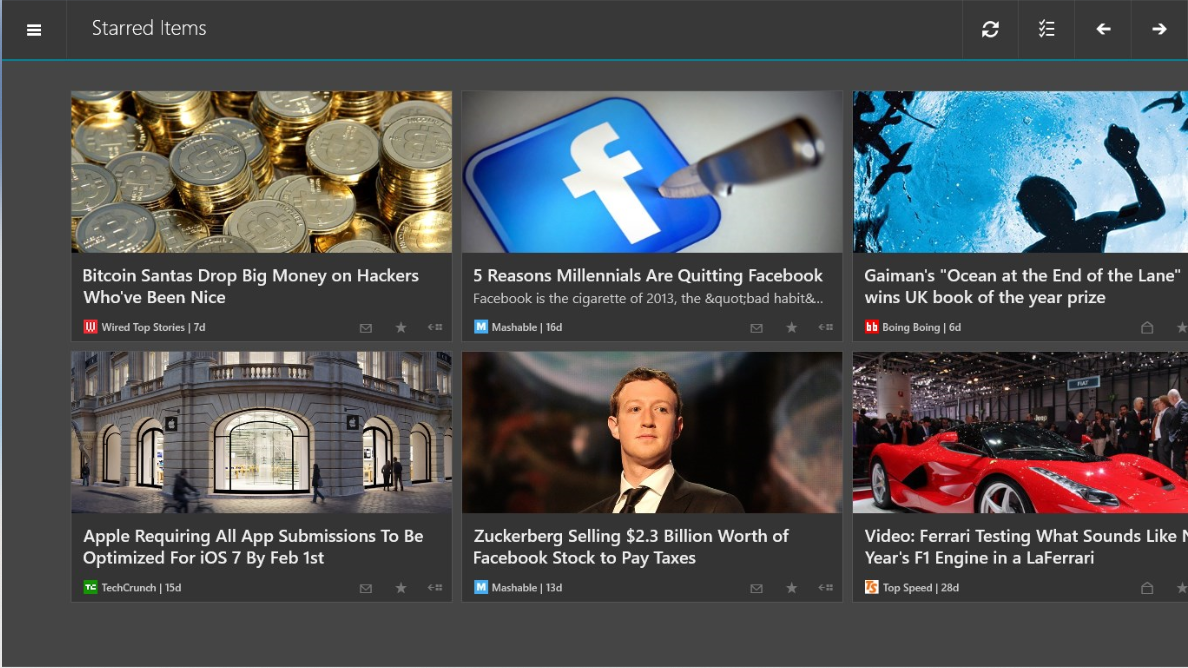 Starred Items
Bitcoin Santas Drop Big Money on Hackers
Who've Been Nice
Wired Top Stories | 7d
5 Reasons Millennials Are Quitting Facebook
Facebook is the cigarette of 2013, the &quot;bad habit&...
M Mashable | 16d
Gaiman's "Ocean at the End of the Lane"
wins UK book of the year prize
bb Boing Boing | 6d
FIAT
Jeep
Apple Requiring All App Submissions To Be
Optimized For iOS 7 By Feb 1st
TC TechCrunch | 15d
Zuckerberg Selling $2.3 Billion Worth of
Facebook Stock to Pay Taxes
M Mashable | 13d
Video: Ferrari Testing What Sounds Like N
Year's F1 Engine in a LaFerrari
TS Top Speed | 28d